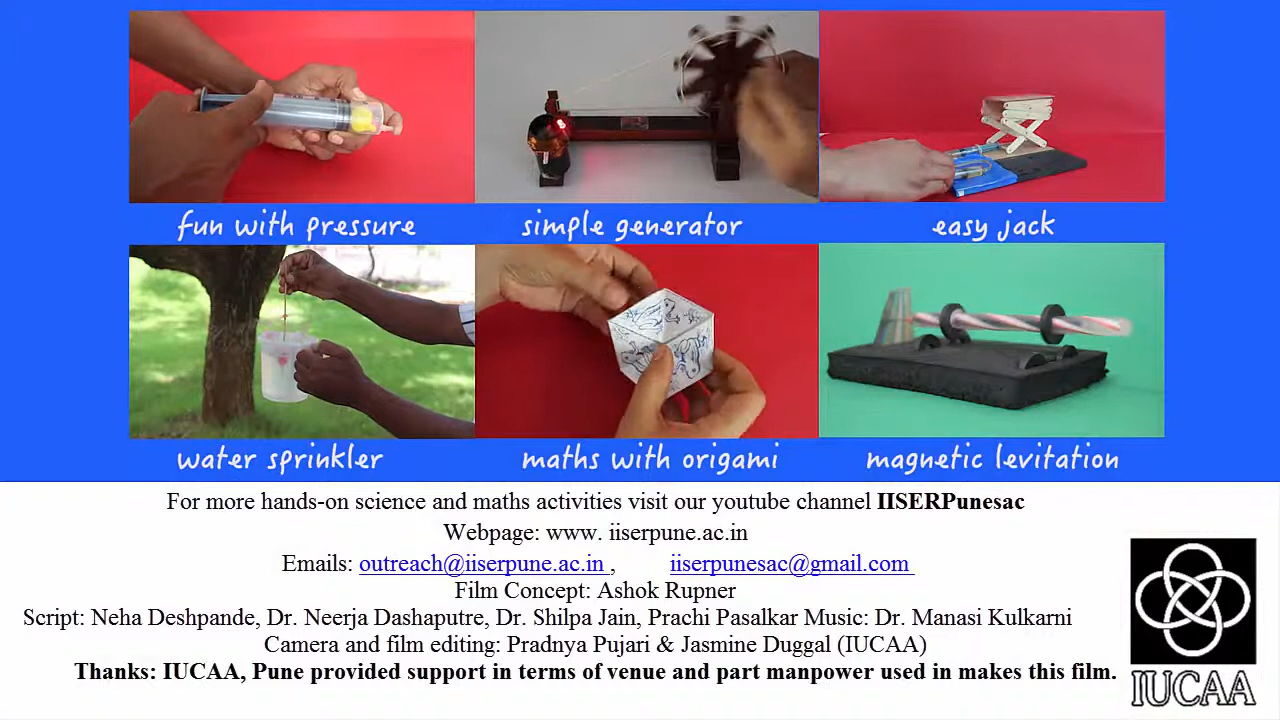 fun with pressure
simple generator
easy jack
water sprinkler
maths with origami
magnetic levitation
For more hands-on science and maths activities visit our youtube channel IISERPunesac
Webpage: www. iiserpune.ac.in
Emails: outreach@iiserpune.ac.in , iiserpunesac@gmail.com
Film Concept: Ashok Rupner
Script: Neha Deshpande, Dr. Neerja Dashaputre, Dr. Shilpa Jain, Prachi Pasalkar Music: Dr. Manasi Kulkarni
Camera and film editing: Pradnya Pujari & Jasmine Duggal (IUCAA)
Thanks: IUCAA, Pune provided support in terms of venue and part manpower used in makes this film.
IUCAA